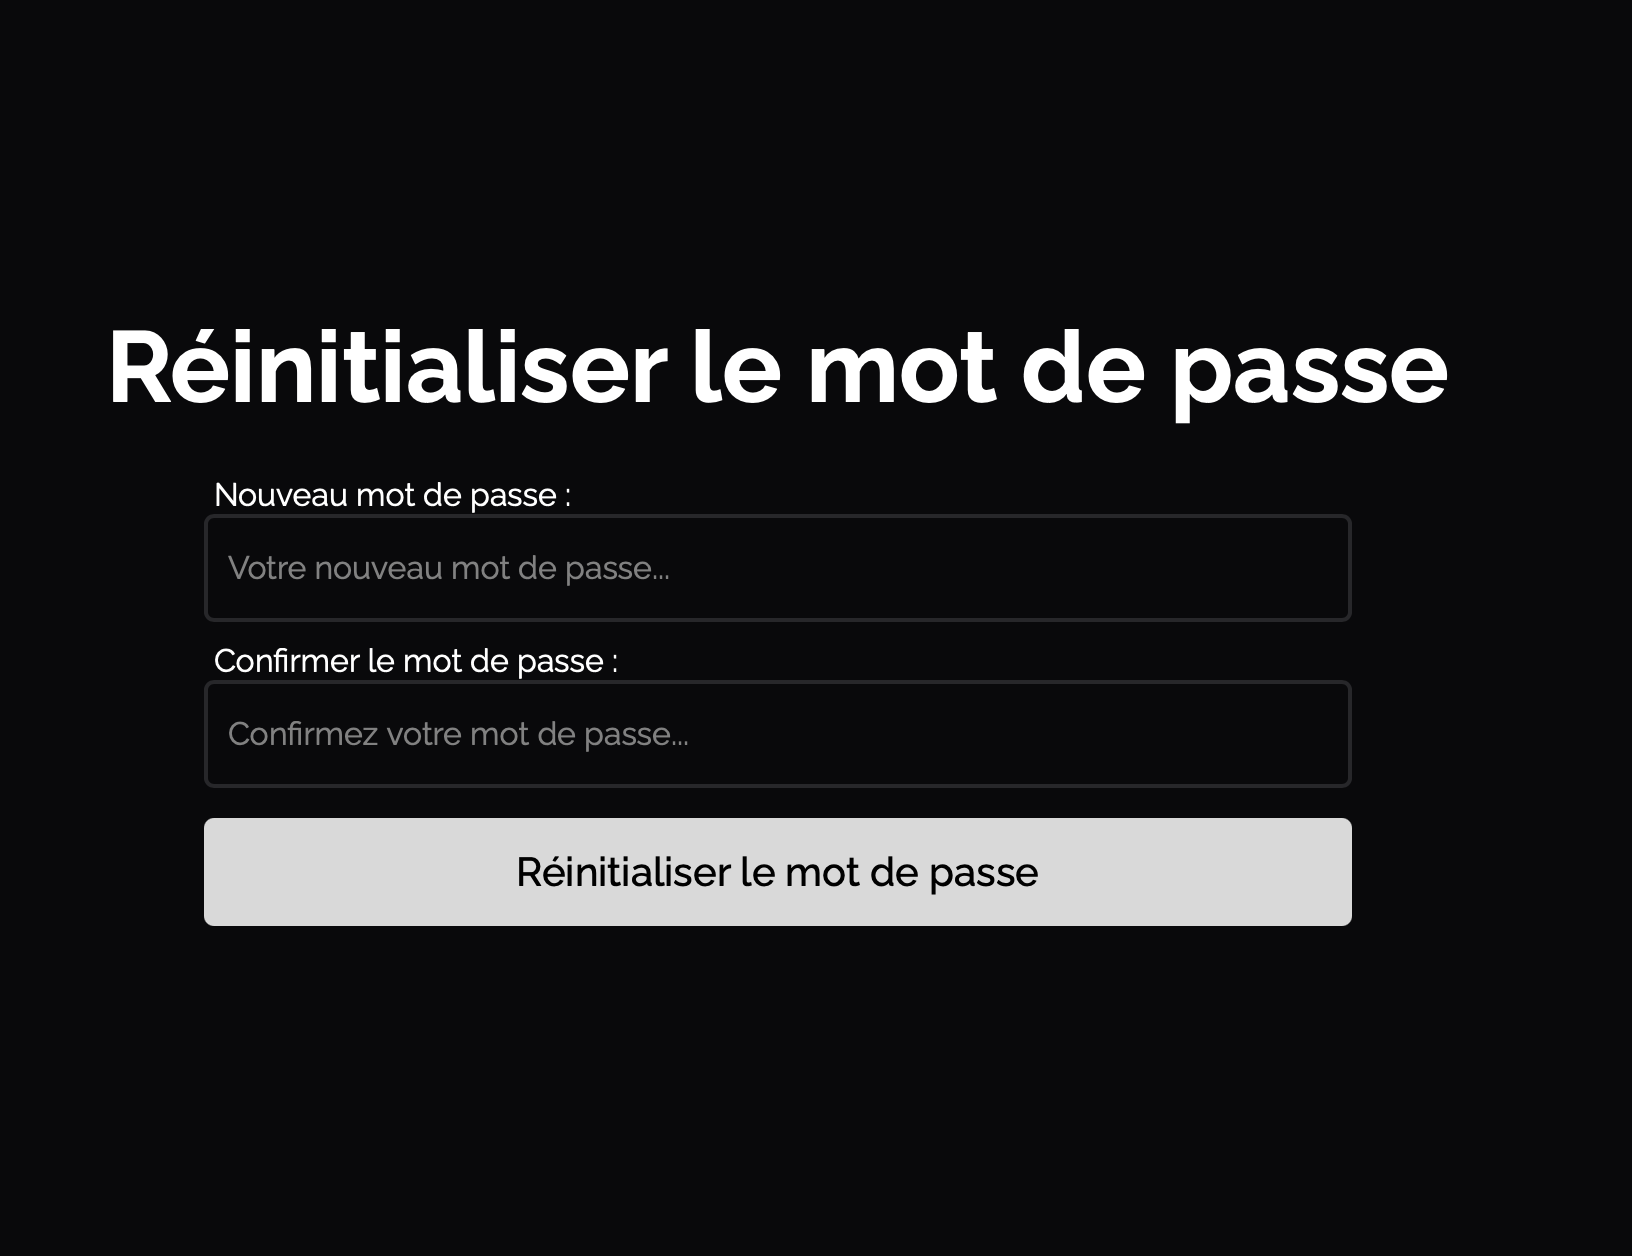 Réinitialiser le mot de passe
Nouveau mot de passe :
Votre nouveau mot de passe...
Confirmer le mot de passe :
Confirmez votre mot de passe...
Réinitialiser le mot de passe